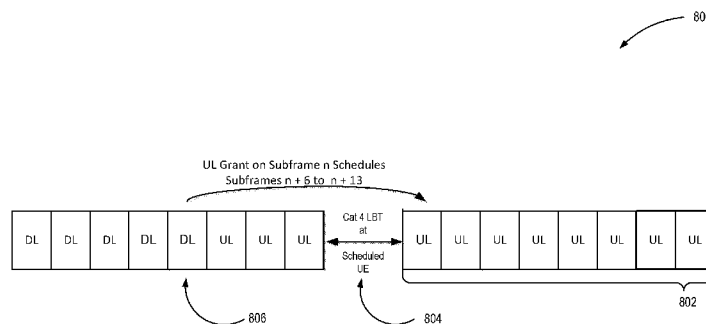 UL Grant on Subframe n Schedules
Subframes n + 6 to n + 13
DL DL DL DL DL UL UL UL
Cat 4 LBT
at
Scheduled
UE
UL UL UL UL UL UL UL UL
806
804
802